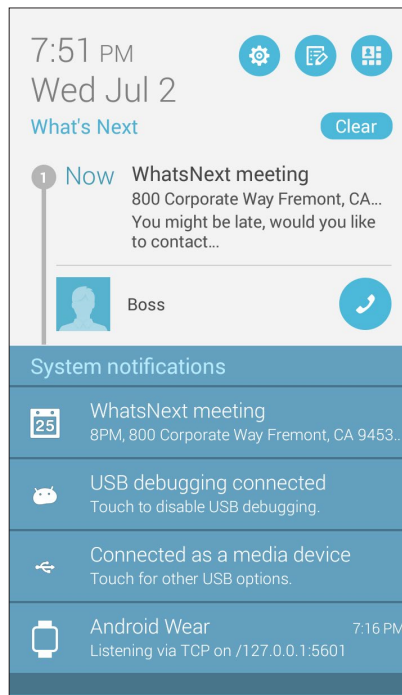 7:51 PM
Wed Jul 2
What's Next
Clear
1 Now WhatsNext meeting
800 Corporate Way Fremont, CA...
You might be late, would you like
to contact...
Boss
System notifications
25
WhatsNext meeting
8PM, 800 Corporate Way Fremont, CA 9453..
USB debugging connected
Touch to disable USB debugging.
Connected as a media device
Touch for other USB options.
Android Wear 7:16 PM
Listening via TCP on /127.0.0.1:5601